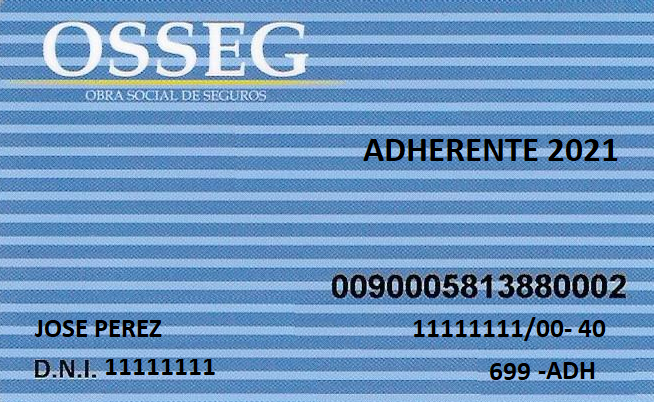 OSSEG
OBRA SOCIAL DE SEGUROS
ADHERENTE 2021
0090005813880002
JOSE PEREZ 11111111/00- 40
D.N.I. 11111111 699 -ADH